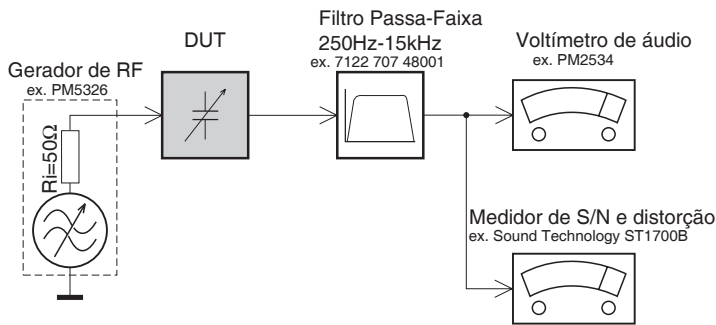 Filtro Passa-Faixa
250Hz-15kHz
ex. 7122 707 48001
DUT
Voltímetro de áudio
ex. PM2534
Gerador de RF
ex. PM5326
Ri=50Ω
Medidor de S/N e distorção
ex. Sound Technology ST1700B